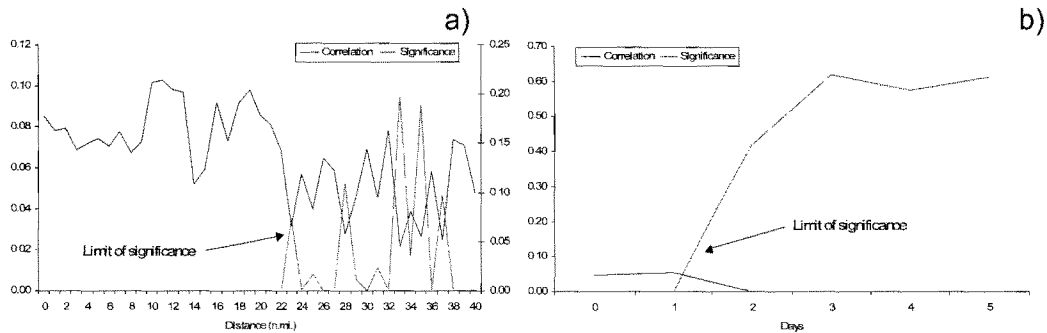 a)
Correlation Significance
0.12 0.25
0.10 0.20
0.08 0.15
0.06 0.10
0.04 0.05
0.02
0.00 0.00
Limit of significance
0 2 4 6 8 10 12 14 16 18 20 22 24 26 28 30 32 34 36 38 40
Distance (n.mi.)
b)
Correlation Significance
0.70
0.60
0.50
0.40
0.30
0.20
0.10
0.00
Limit of significance
0 1 2 3 4 5
Days